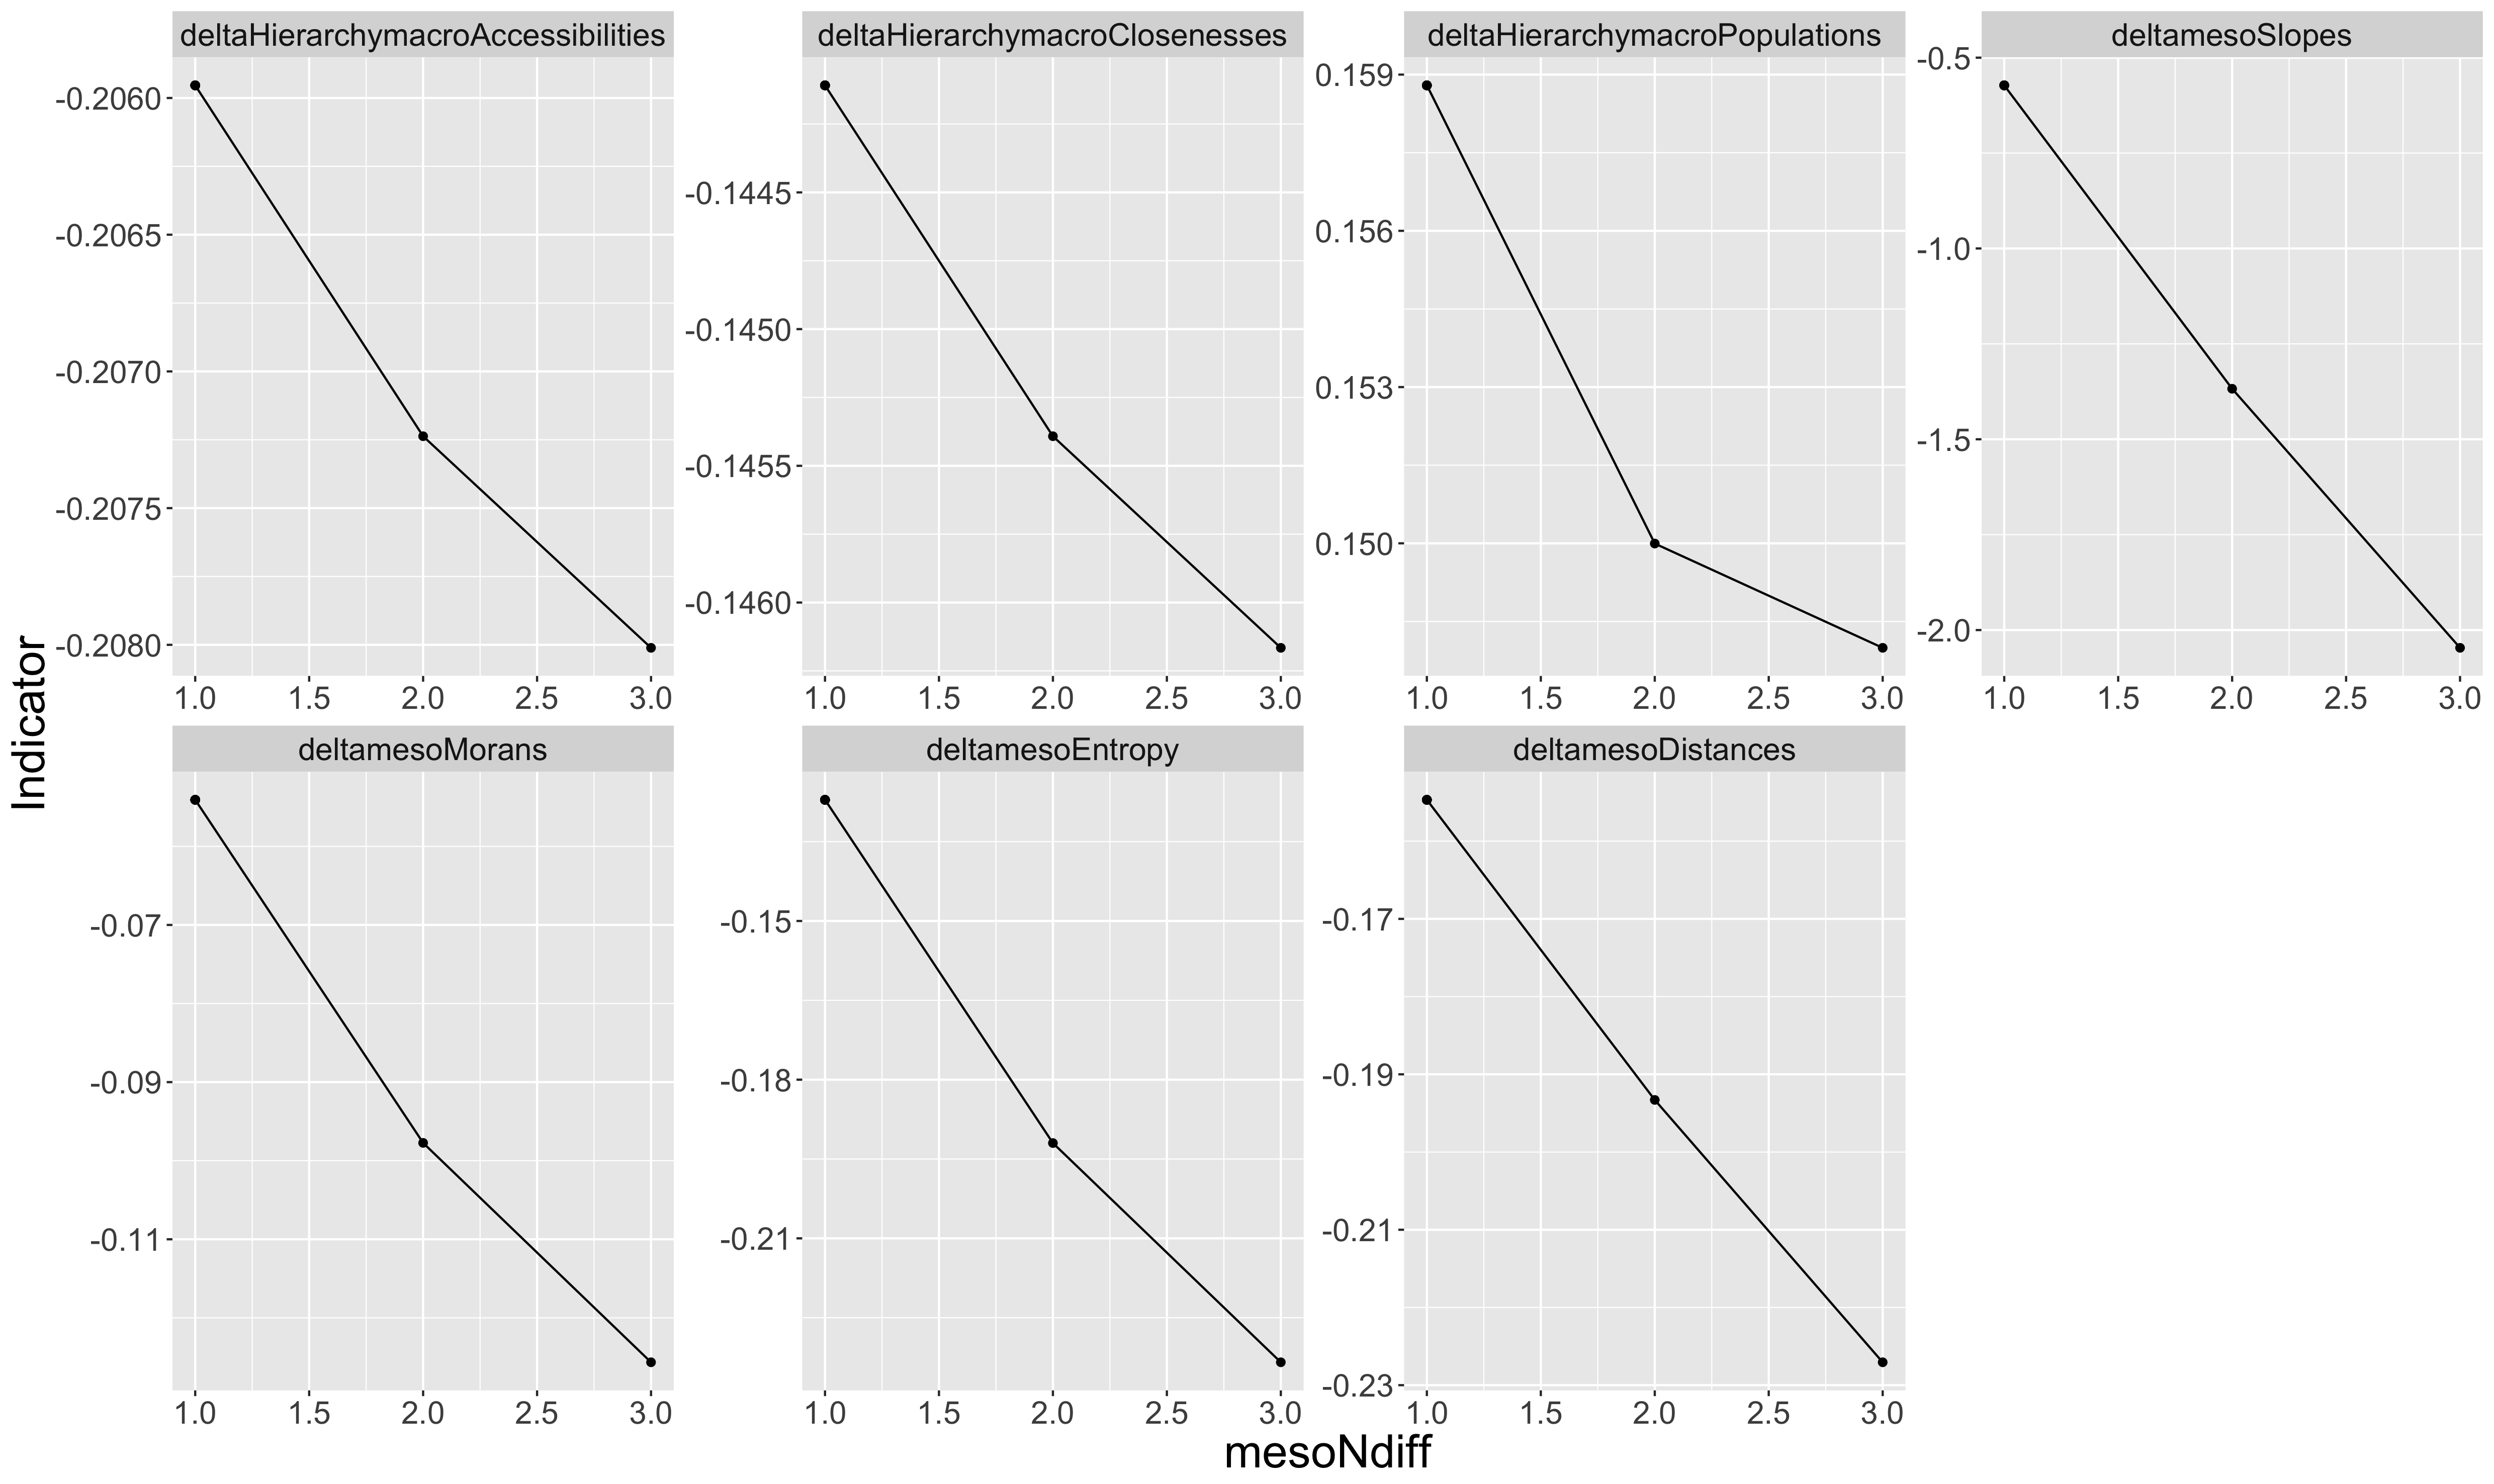 deltaHierarchymacroAccessibilities
deltaHierarchymacroClosenesses
deltaHierarchymacroPopulations
deltamesoSlopes
-0.2060
-0.2065
-0.2070
-0.2075
-0.2080
1.0 1.5 2.0 2.5 3.0
-0.1445
-0.1450
-0.1455
-0.1460
1.0 1.5 2.0 2.5 3.0
0.159
0.156
0.153
0.150
1.0 1.5 2.0 2.5 3.0
-0.5
-1.0
-1.5
-2.0
1.0 1.5 2.0 2.5 3.0
Indicator
deltamesoMorans
deltamesoEntropy
deltamesoDistances
-0.07
-0.09
-0.11
1.0 1.5 2.0 2.5 3.0
-0.15
-0.18
-0.21
1.0 1.5 2.0 2.5 3.0
-0.17
-0.19
-0.21
-0.23
1.0 1.5 2.0 2.5 3.0
mesoNdiff